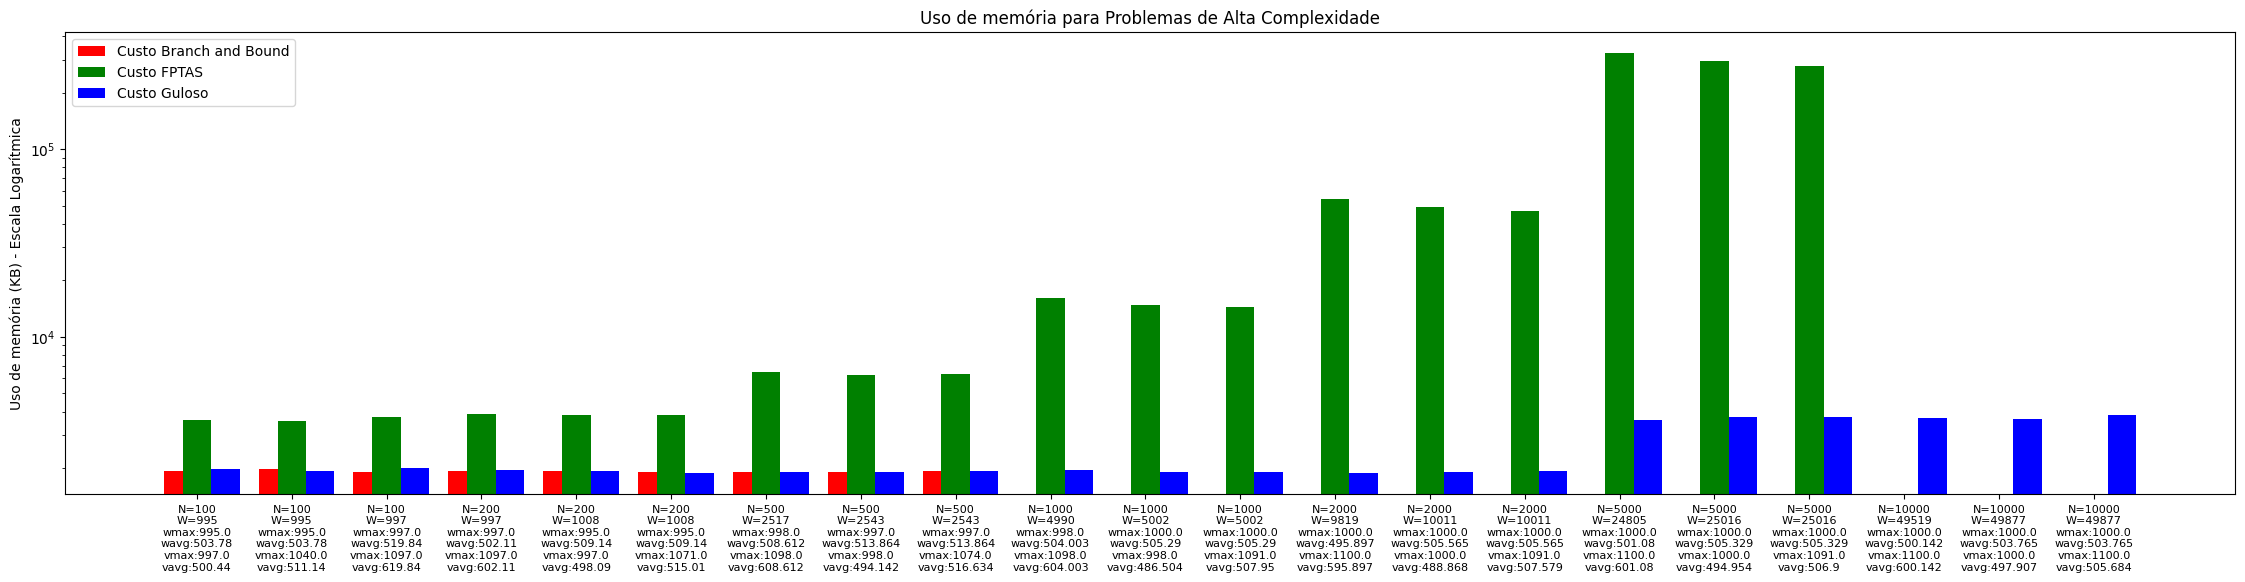 Uso de memória para Problemas de Alta Complexidade
Custo Branch and Bound
Custo FPTAS
Custo Guloso
Uso de memória (KB) - Escala Logarítmica
10^5
10^4
N=100 N=100 N=100 N=200 N=200 N=200 N=500 N=500 N=500 N=1000 N=1000 N=1000 N=2000 N=2000 N=2000 N=5000 N=5000 N=5000 N=10000 N=10000 N=10000
W=995 W=995 W=997 W=997 W=1008 W=1008 W=2517 W=2543 W=2543 W=4990 W=5002 W=5002 W=9819 W=10011 W=10011 W=24805 W=25016 W=25016 W=49519 W=49877 W=49877
wmax:995.0 wmax:995.0 wmax:997.0 wmax:997.0 wmax:995.0 wmax:995.0 wmax:998.0 wmax:997.0 wmax:997.0 wmax:998.0 wmax:1000.0 wmax:1000.0 wmax:1000.0 wmax:1000.0 wmax:1000.0 wmax:1000.0 wmax:1000.0 wmax:1000.0 wmax:1000.0 wmax:1000.0 wmax:1000.0
wavg:503.78 wavg:503.78 wavg:519.84 wavg:502.11 wavg:509.14 wavg:509.14 wavg:508.612 wavg:513.864 wavg:513.864 wavg:504.003 wavg:505.29 wavg:505.29 wavg:495.897 wavg:505.565 wavg:505.565 wavg:501.08 wavg:505.329 wavg:505.329 wavg:500.142 wavg:503.765 wavg:503.765
vmax:997.0 vmax:1040.0 vmax:1097.0 vmax:1097.0 vmax:997.0 vmax:1071.0 vmax:1098.0 vmax:998.0 vmax:1074.0 vmax:1098.0 vmax:998.0 vmax:1091.0 vmax:1100.0 vmax:1000.0 vmax:1091.0 vmax:1100.0 vmax:1000.0 vmax:1091.0 vmax:1100.0 vmax:1000.0 vmax:1100.0
vavg:500.44 vavg:511.14 vavg:619.84 vavg:602.11 vavg:498.09 vavg:515.01 vavg:608.612 vavg:494.142 vavg:516.634 vavg:604.003 vavg:486.504 vavg:507.95 vavg:595.897 vavg:488.868 vavg:507.579 vavg:601.08 vavg:494.954 vavg:506.9 vavg:600.142 vavg:497.907 vavg:505.684